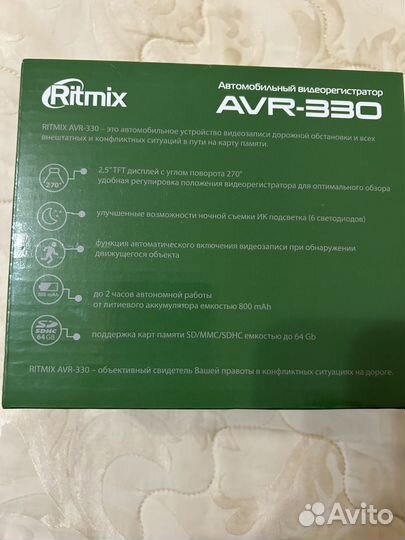 Ritmix
Автомобильный видеорегистратор
AVR-330
RITMIX AVR-330 – это автомобильное устройство видеозаписи дорожной обстановки и всех
внештатных и конфликтных ситуаций в пути на карту памяти.
270°
2,5" TFT дисплей с углом поворота 270°
удобная регулировка положения видеорегистратора для оптимального обзора
улучшенные возможности ночной съемки ИК подсветка (6 светодиодов)
функция автоматического включения видеозаписи при обнаружении
движущегося объекта
800 mAh
до 2 часов автономной работы
от литиевого аккумулятора емкостью 800 mAh
SD
SDHC
64GB
поддержка карт памяти SD/MMC/SDHC емкостью до 64 Gb
RITMIX AVR-330 – объективный свидетель Вашей правоты в конфликтных ситуациях на дороге.
Avito